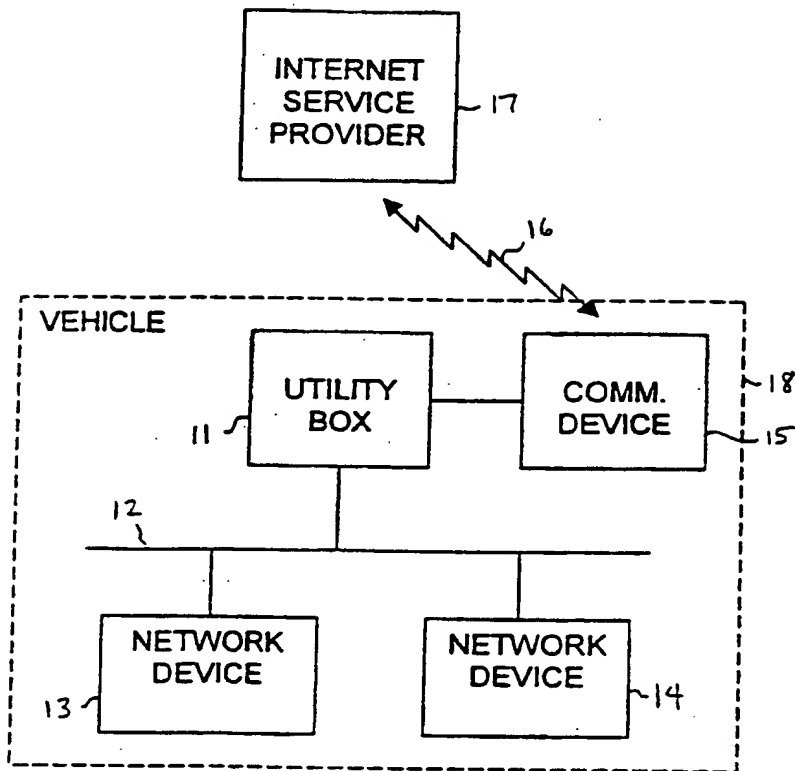 INTERNET
SERVICE
PROVIDER
17
16
VEHICLE
UTILITY
BOX
11
COMM.
DEVICE
18
15
12
NETWORK
DEVICE
13
NETWORK
DEVICE
14